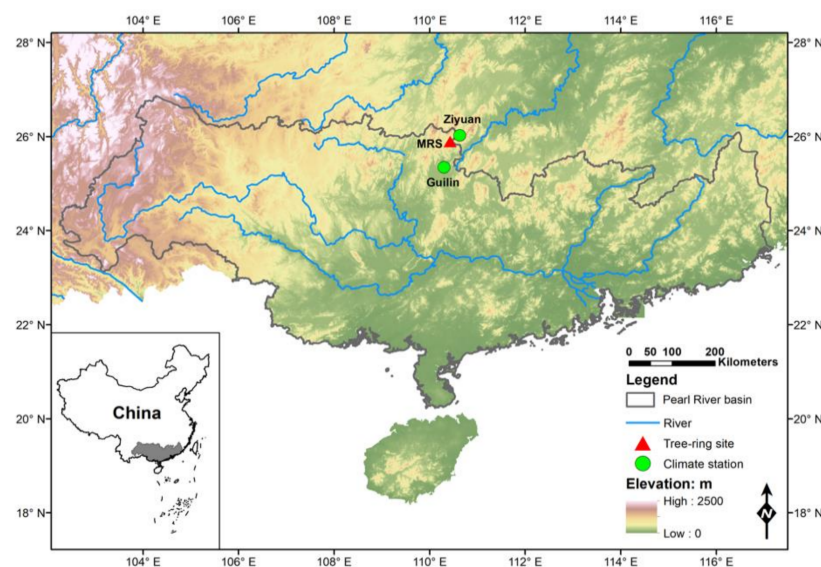 104° E 106° E 108° E 110° E 112° E 114° E 116° E
28° N 28° N
Ziyuan
26° N 26° N
MRS
Guilin
24° N 24° N
22° N 22° N
0 50 100 200
Kilometers
Legend
Pearl River basin
China
20° N 20° N
River
Tree-ring site
Climate station
Elevation: m
High : 2500
18° N 18° N
N
Low : 0
104° E 106° E 108° E 110° E 112° E 114° E 116° E